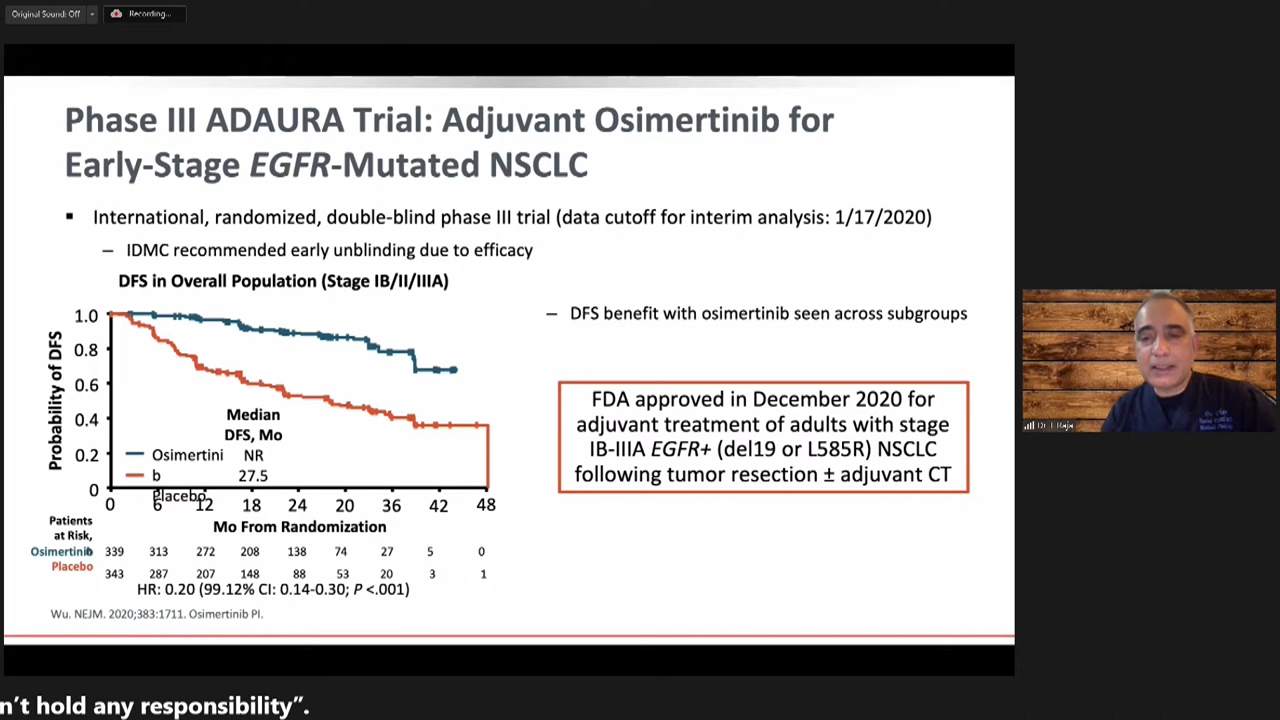 Original Sound: Off
Recording...
Phase III ADAURA Trial: Adjuvant Osimertinib for
Early-Stage EGFR-Mutated NSCLC
▪ International, randomized, double-blind phase III trial (data cutoff for interim analysis: 1/17/2020)
– IDMC recommended early unblinding due to efficacy
DFS in Overall Population (Stage IB/II/IIIA)
– DFS benefit with osimertinib seen across subgroups
Probability of DFS
1.0
0.8
0.6
0.4
0.2
0
Median
DFS, Mo
Osimertini NR
b 27.5
Placebo
0 6 12 18 24 30 36 42 48
20
Mo From Randomization
Patients
at Risk,
Osimertinib 339 313 272 208 138 74 27 5 0
Placebo 343 287 207 148 88 53 20 3 1
HR: 0.20 (99.12% CI: 0.14-0.30; P <.001)
FDA approved in December 2020 for
adjuvant treatment of adults with stage
IB-IIIA EGFR+ (del19 or L585R) NSCLC
following tumor resection ± adjuvant CT
Wu. NEJM. 2020;383:1711. Osimertinib PI.
n't hold any responsibility”.